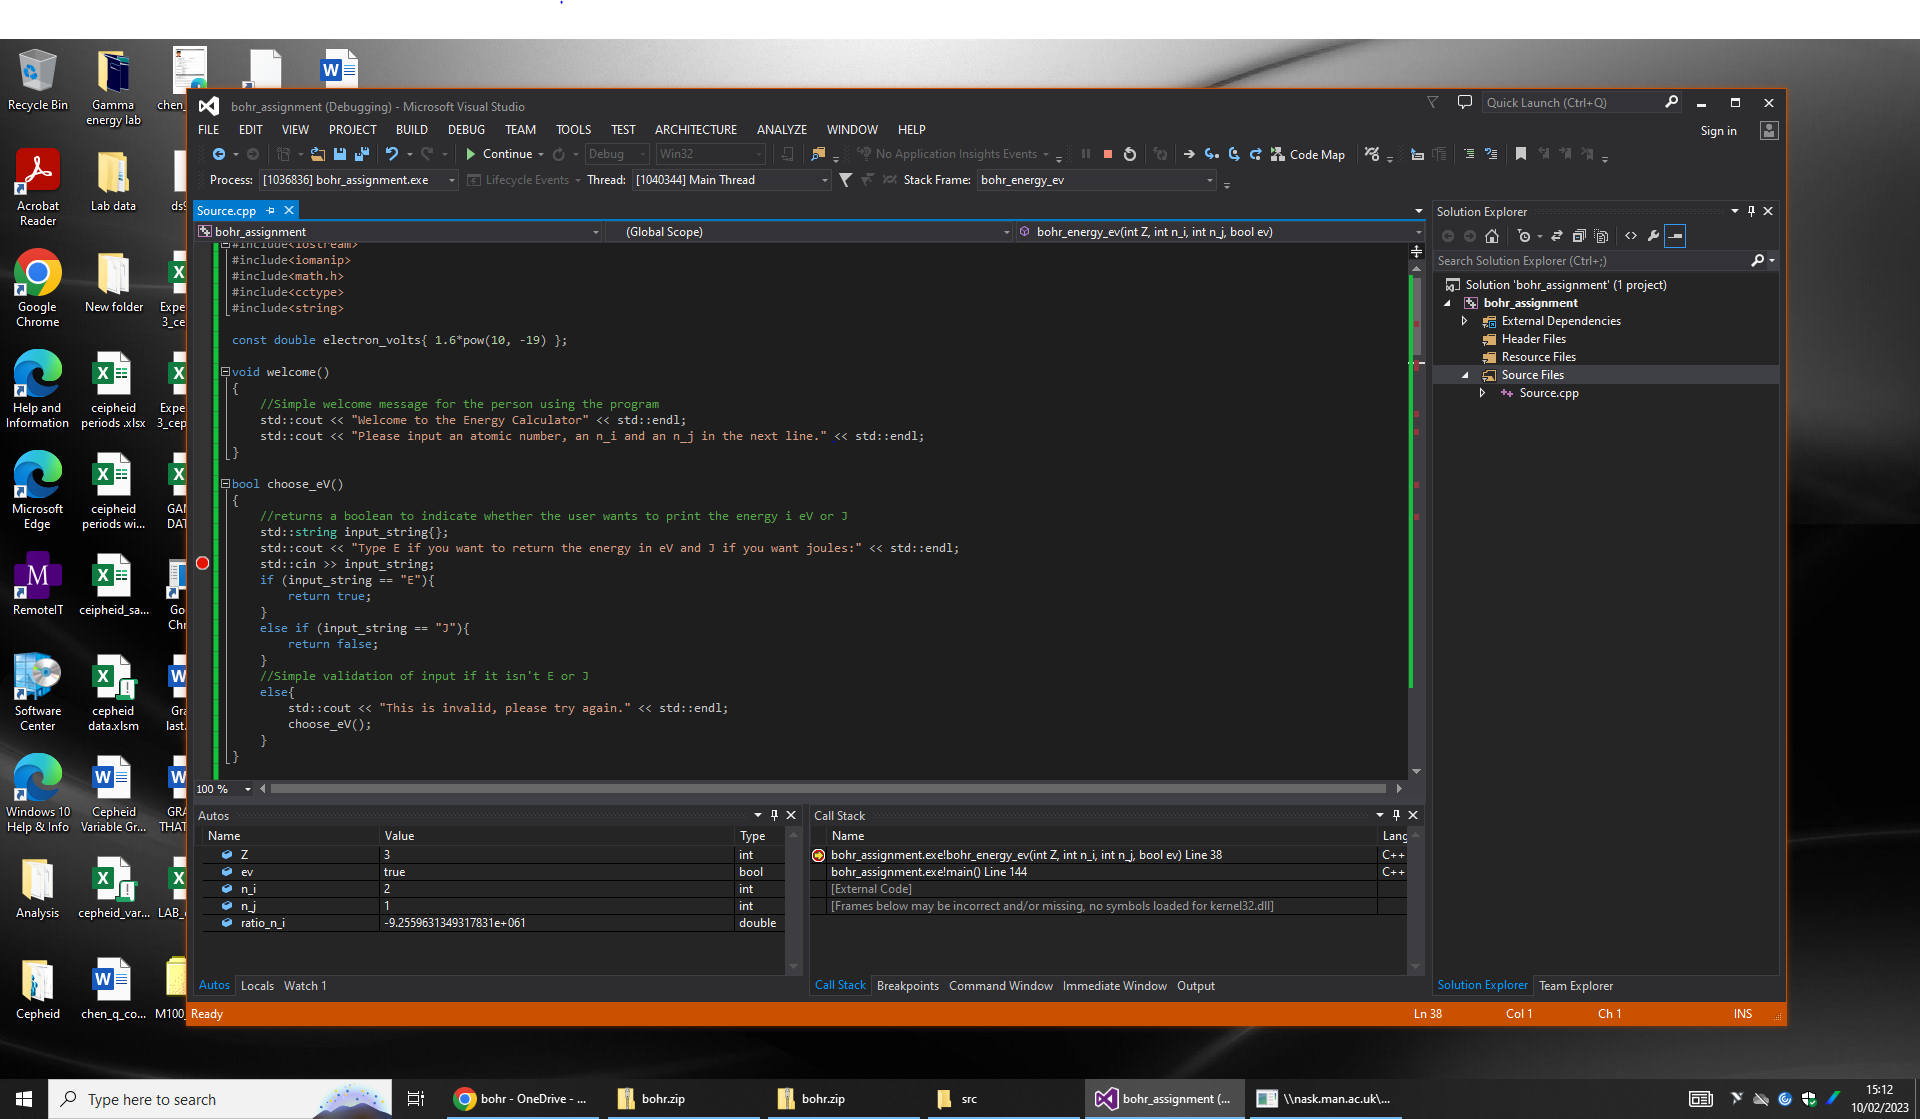 Recycle Bin
Gamma energy lab
chen_
Acrobat Reader
Lab data
ds9
Google Chrome
New folder
Expe
3_cep
Help and Information
ceipheid periods .xlsx
Expe
3_cep
Microsoft Edge
ceipheid periods wi...
GAM
DAT
RemoteIT
ceipheid_sa...
Go
Chr
Software Center
cepheid data.xlsm
Gra
last.
Windows 10 Help & Info
Cepheid Variable Gr...
GRA
THAT
Analysis
cepheid_var...
LAB_
Cepheid
chen_q_co...
M100_
bohr_assignment (Debugging) - Microsoft Visual Studio
Quick Launch (Ctrl+Q)
FILE EDIT VIEW PROJECT BUILD DEBUG TEAM TOOLS TEST ARCHITECTURE ANALYZE WINDOW HELP
Sign in
Continue Debug Win32 No Application Insights Events Code Map
Process: [1036836] bohr_assignment.exe Lifecycle Events Thread: [1040344] Main Thread Stack Frame: bohr_energy_ev
Source.cpp
bohr_assignment (Global Scope) bohr_energy_ev(int Z, int n_i, int n_j, bool ev)
#include<iostream>
#include<iomanip>
#include<math.h>
#include<cctype>
#include<string>
const double electron_volts{ 1.6*pow(10, -19) };
void welcome()
{
//Simple welcome message for the person using the program
std::cout << "Welcome to the Energy Calculator" << std::endl;
std::cout << "Please input an atomic number, an n_i and an n_j in the next line." << std::endl;
}
bool choose_eV()
{
//returns a boolean to indicate whether the user wants to print the energy i eV or J
std::string input_string{};
std::cout << "Type E if you want to return the energy in eV and J if you want joules:" << std::endl;
std::cin >> input_string;
if (input_string == "E"){
return true;
}
else if (input_string == "J"){
return false;
}
//Simple validation of input if it isn't E or J
else{
std::cout << "This is invalid, please try again." << std::endl;
choose_eV();
}
}
100 %
Solution Explorer
Search Solution Explorer (Ctrl+;)
Solution 'bohr_assignment' (1 project)
bohr_assignment
External Dependencies
Header Files
Resource Files
Source Files
Source.cpp
Autos
Name Value Type
Z 3 int
ev true bool
n_i 2 int
n_j 1 int
ratio_n_i -9.2559631349317831e+061 double
Autos Locals Watch 1
Call Stack
Name Lang
bohr_assignment.exe!bohr_energy_ev(int Z, int n_i, int n_j, bool ev) Line 38 C++
bohr_assignment.exe!main() Line 144 C++
[External Code]
[Frames below may be incorrect and/or missing, no symbols loaded for kernel32.dll]
Call Stack Breakpoints Command Window Immediate Window Output
Solution Explorer Team Explorer
Ready Ln 38 Col 1 Ch 1 INS
Type here to search
bohr - OneDrive - ...
bohr.zip
bohr.zip
src
bohr_assignment (...
\\nask.man.ac.uk\...
15:12
10/02/2023